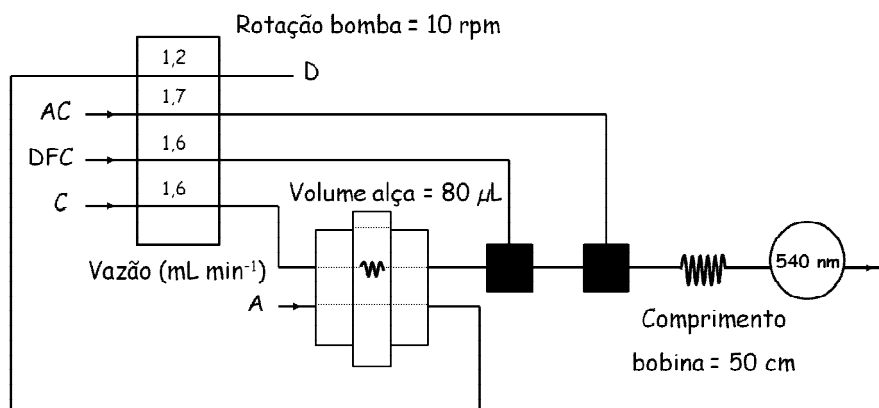 Rotação bomba = 10 rpm
1,2
D
AC
1,7
DFC
1,6
C
1,6
Volume alça = 80 µL
Vazão (mL min⁻¹)
A
540 nm
Comprimento
bobina = 50 cm